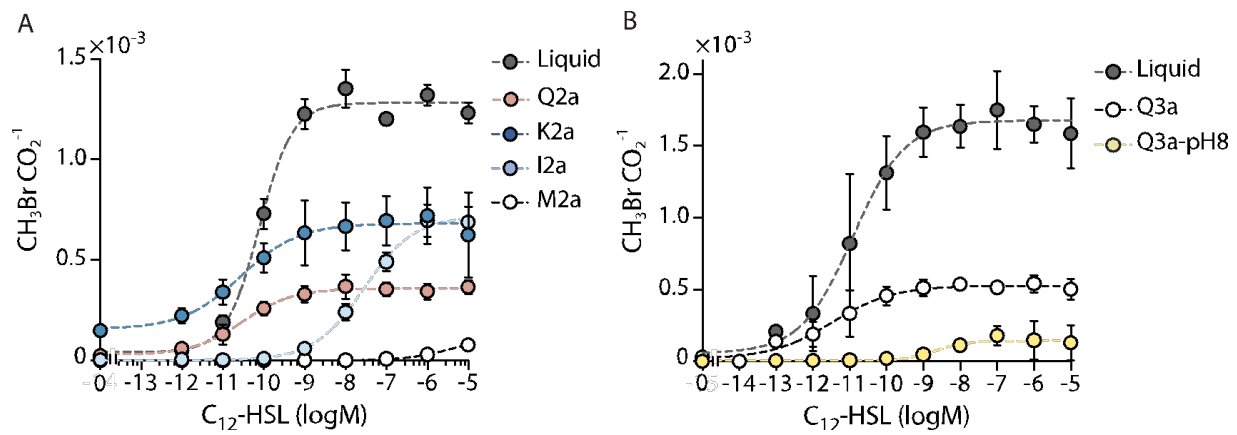 A
×10⁻³
1.5
1.0
0.5
0
CH₃Br CO₂⁻¹
-0 -13 -12 -11 -10 -9 -8 -7 -6 -5
C₁₂-HSL (logM)
Liquid
Q2a
K2a
I2a
M2a
B
×10⁻³
2.0
1.5
1.0
0.5
0
CH₃Br CO₂⁻¹
-0 -14 -13 -12 -11 -10 -9 -8 -7 -6 -5
C₁₂-HSL (logM)
Liquid
Q3a
Q3a-pH8